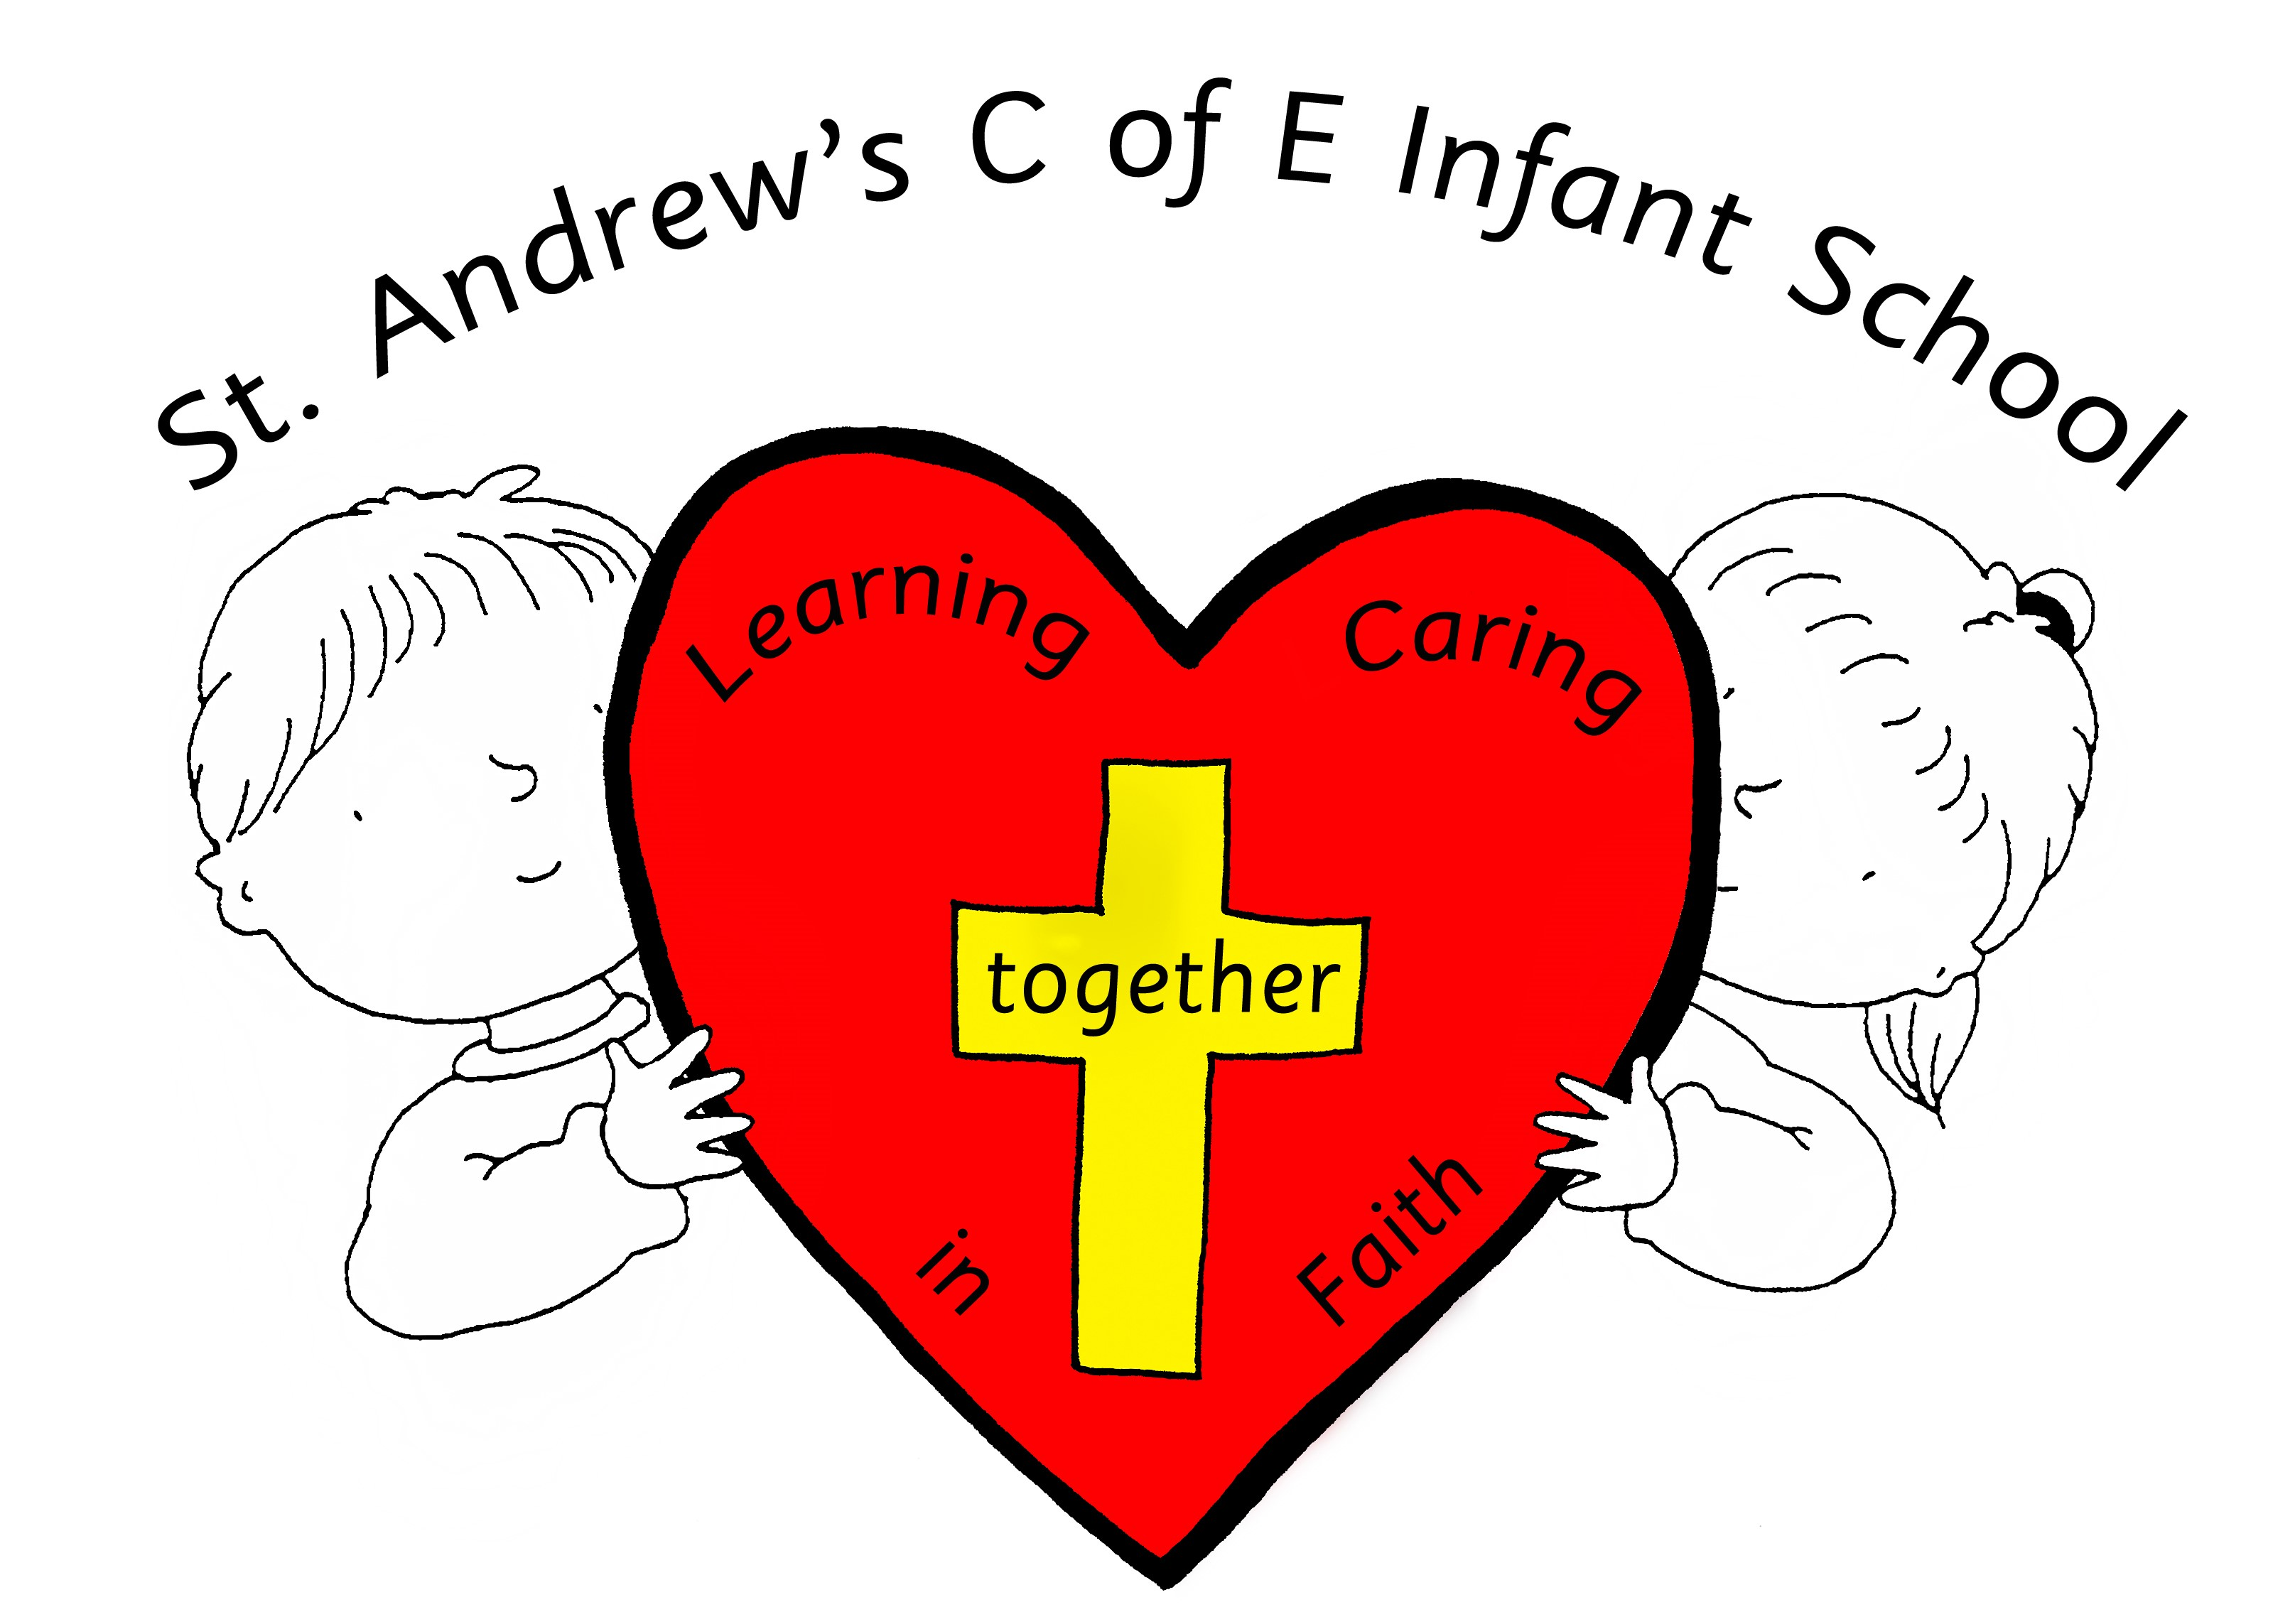 St. Andrew’s C of E Infant School
Learning
Caring
together
in
Faith